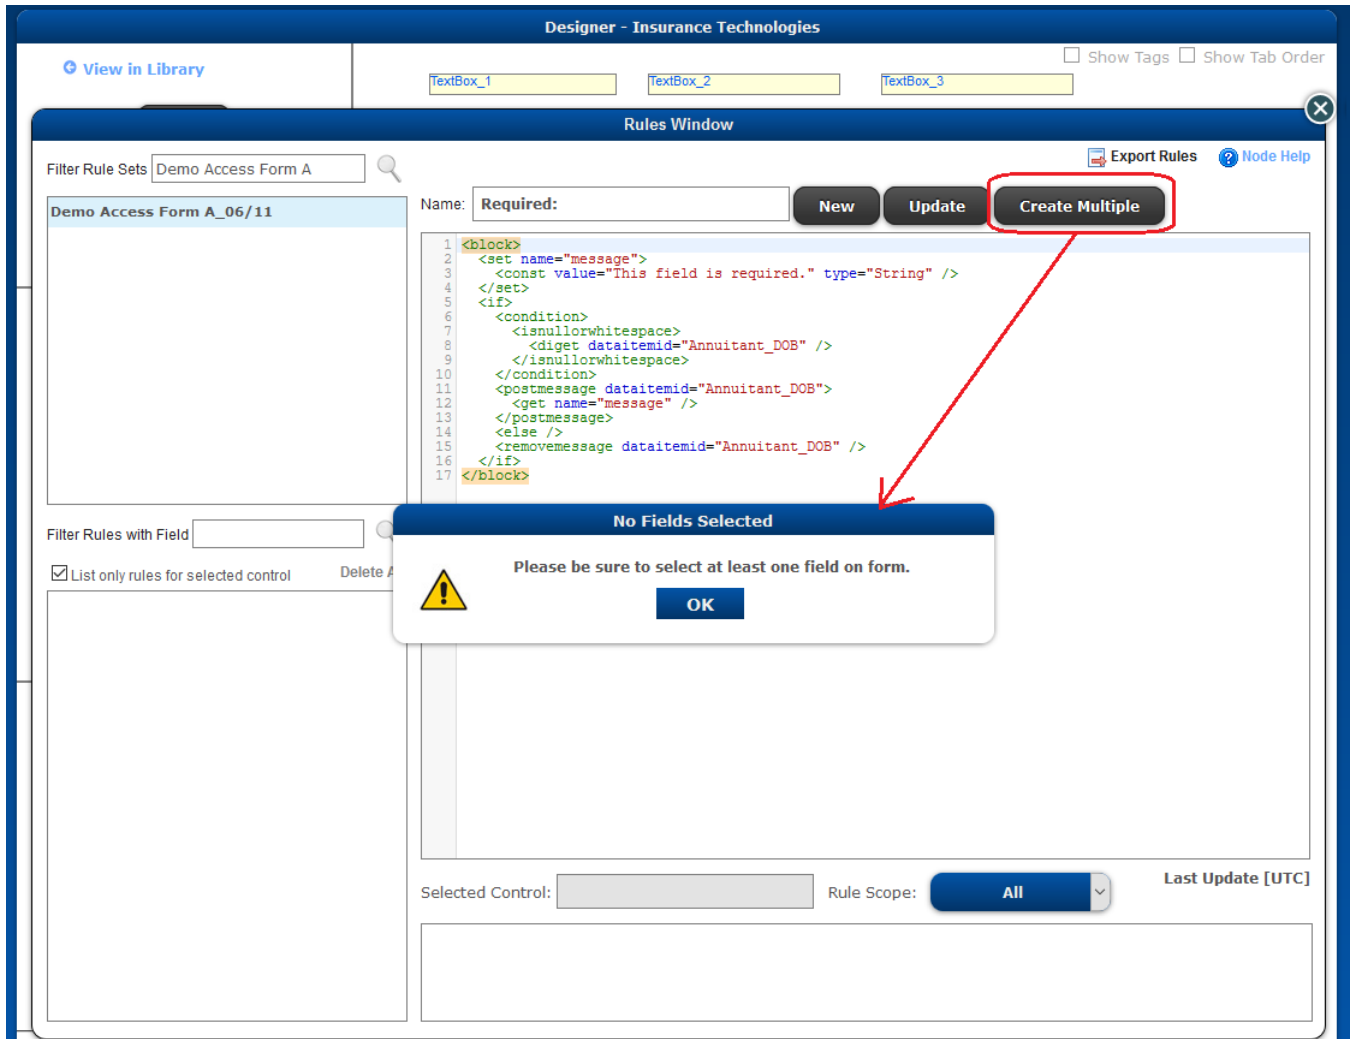 Designer - Insurance Technologies
View in Library
Show Tags Show Tab Order
TextBox_1 TextBox_2 TextBox_3
Rules Window
Filter Rule Sets Demo Access Form A
Export Rules Node Help
Demo Access Form A_06/11
Name: Required: New Update Create Multiple
1 <block>
2 <set name="message">
3 <const value="This field is required." type="String" />
4 </set>
5 <if>
6 <condition>
7 <isnullorwhitespace>
8 <diget dataitemid="Annuitant_DOB" />
9 </isnullorwhitespace>
10 </condition>
11 <postmessage dataitemid="Annuitant_DOB">
12 <get name="message" />
13 </postmessage>
14 <else />
15 <removemessage dataitemid="Annuitant_DOB" />
16 </if>
17 </block>
Filter Rules with Field
List only rules for selected control Delete A
No Fields Selected
Please be sure to select at least one field on form.
OK
Selected Control: Rule Scope: All Last Update [UTC]